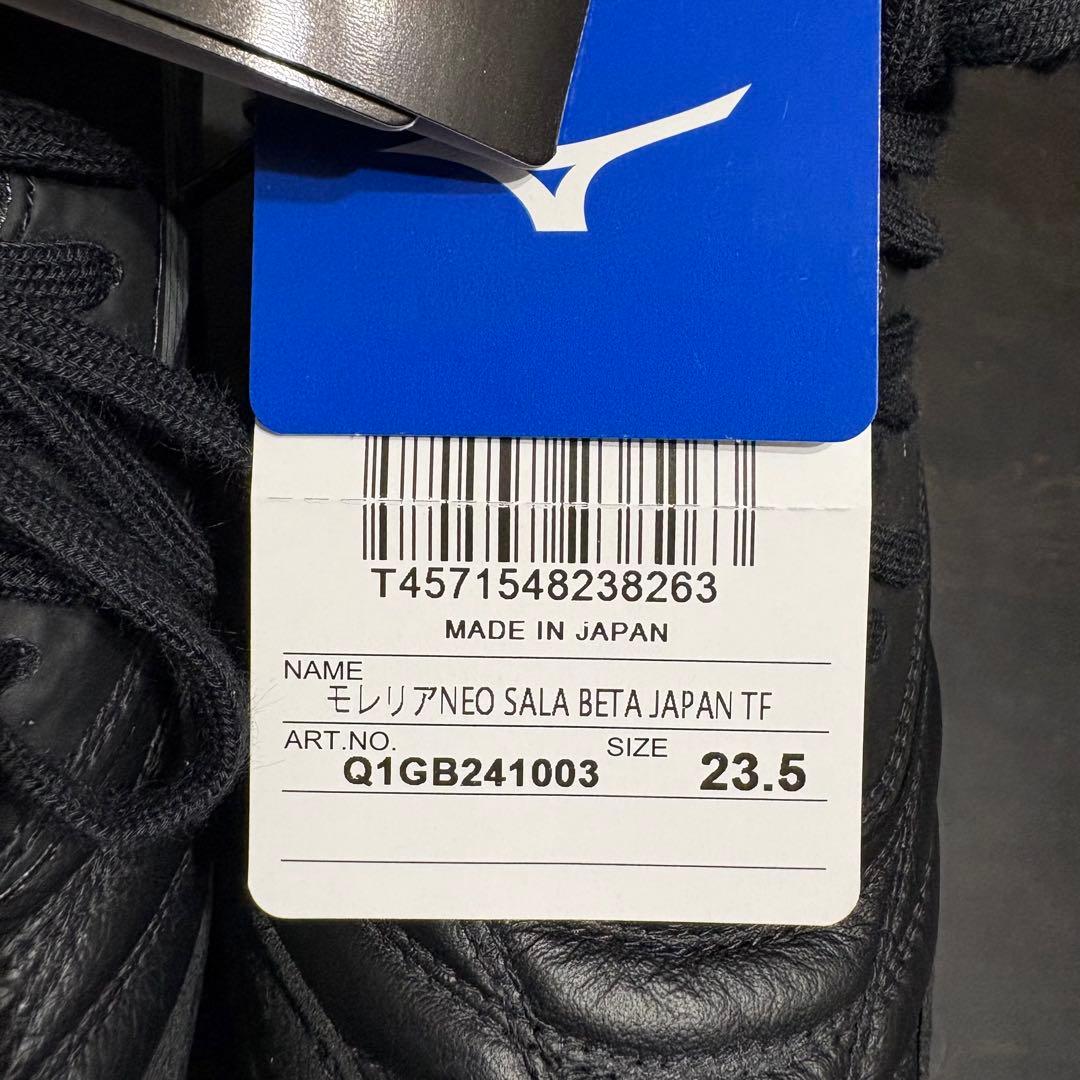 T4571548238263
MADE IN JAPAN
NAME
モレリアNEO SALA BETA JAPAN TF
ART.NO. SIZE
Q1GB241003 23.5